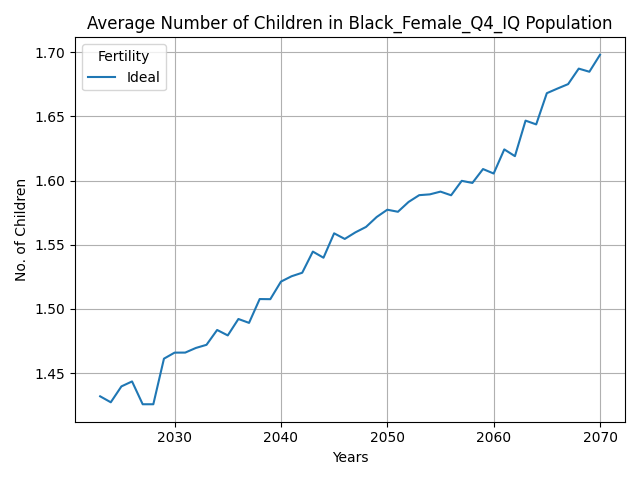 Average Number of Children in Black_Female_Q4_IQ Population
Fertility
Ideal
No. of Children
1.70
1.65
1.60
1.55
1.50
1.45
2030 2040 2050 2060 2070
Years